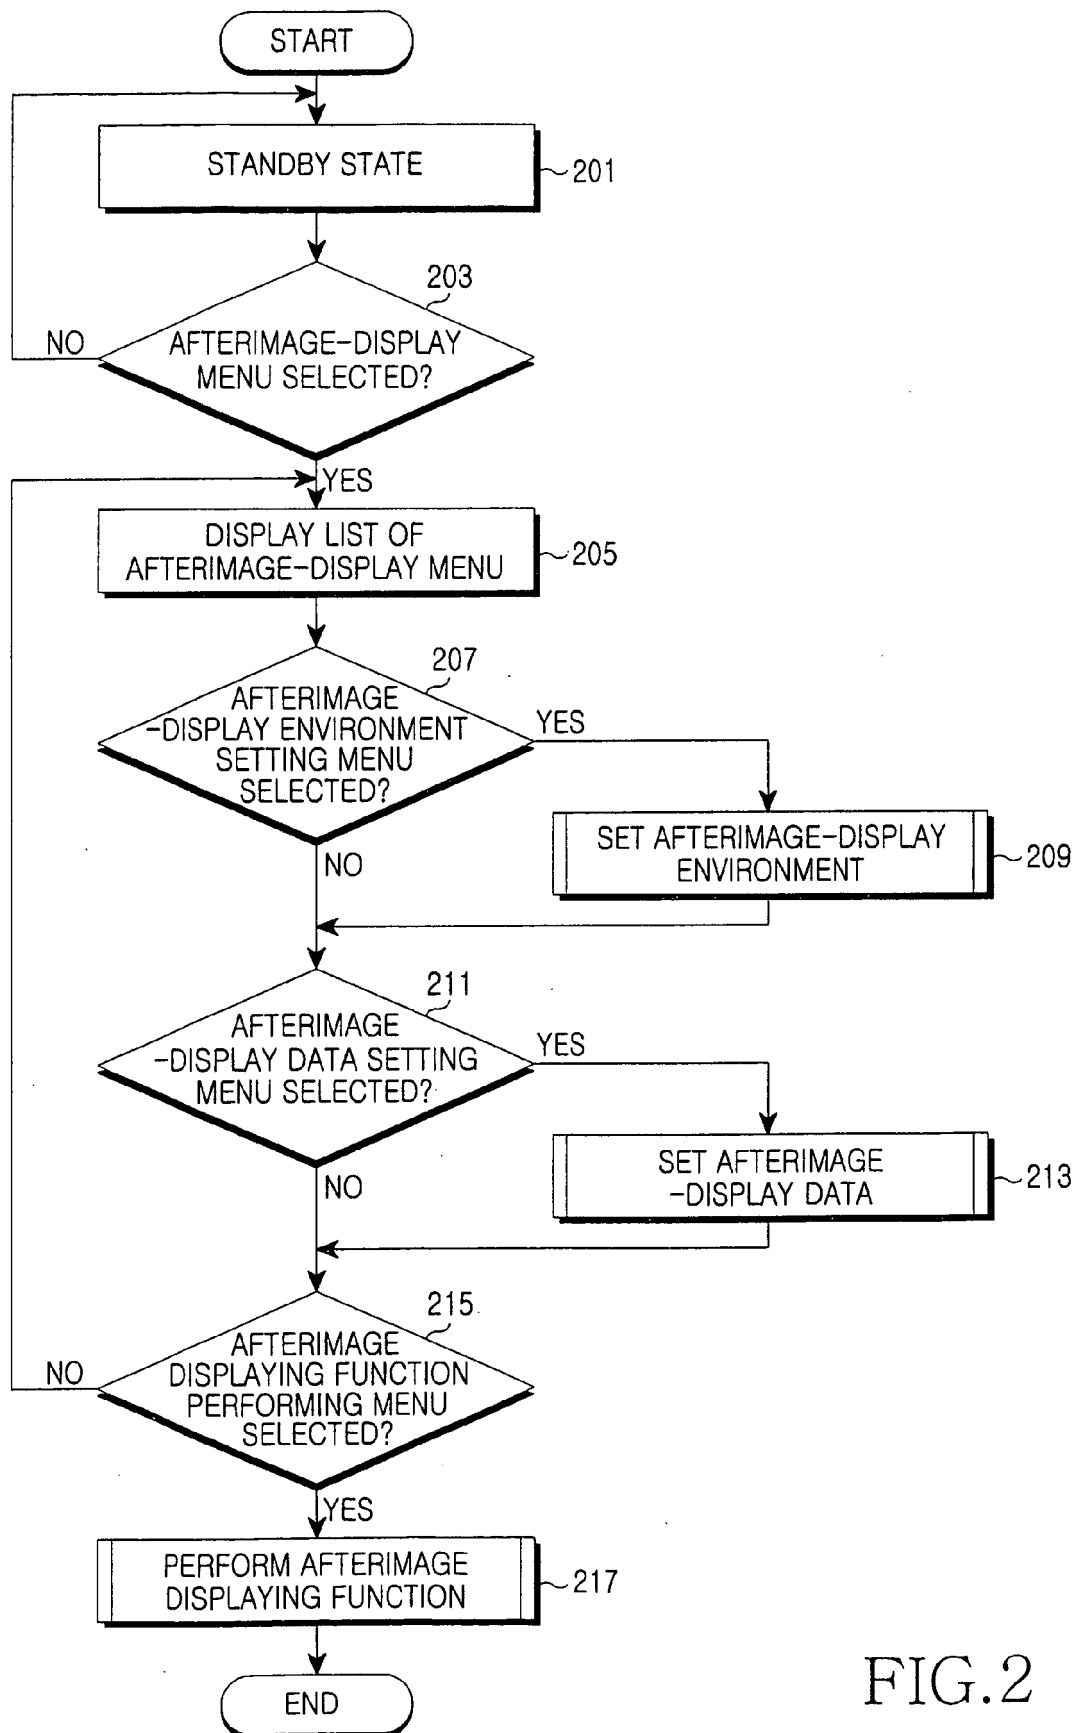 START
STANDBY STATE
201
203
AFTERIMAGE-DISPLAY
MENU SELECTED?
NO
YES
DISPLAY LIST OF
AFTERIMAGE-DISPLAY MENU
205
207
AFTERIMAGE
-DISPLAY ENVIRONMENT
SETTING MENU
SELECTED?
YES
NO
SET AFTERIMAGE-DISPLAY
ENVIRONMENT
209
211
AFTERIMAGE
-DISPLAY DATA SETTING
MENU SELECTED?
YES
NO
SET AFTERIMAGE
-DISPLAY DATA
213
215
AFTERIMAGE
DISPLAYING FUNCTION
PERFORMING MENU
SELECTED?
NO
YES
PERFORM AFTERIMAGE
DISPLAYING FUNCTION
217
END
FIG.2